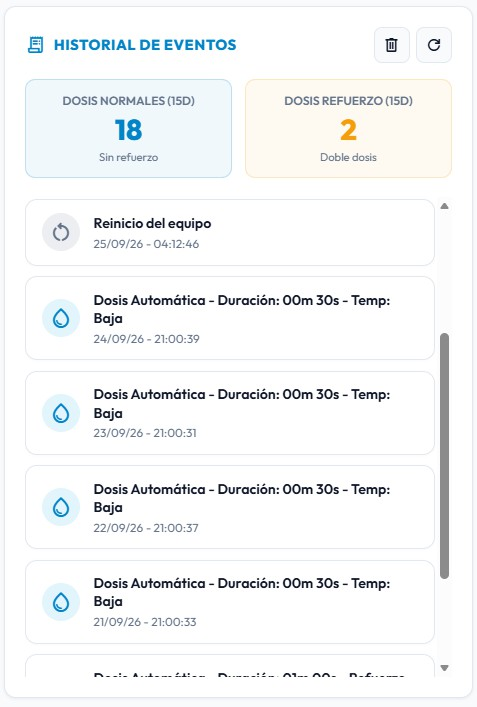 HISTORIAL DE EVENTOS
DOSIS NORMALES (15D)
18
Sin refuerzo
DOSIS REFUERZO (15D)
2
Doble dosis
Reinicio del equipo
25/09/26 - 04:12:46
Dosis Automática - Duración: 00m 30s - Temp:
Baja
24/09/26 - 21:00:39
Dosis Automática - Duración: 00m 30s - Temp:
Baja
23/09/26 - 21:00:31
Dosis Automática - Duración: 00m 30s - Temp:
Baja
22/09/26 - 21:00:37
Dosis Automática - Duración: 00m 30s - Temp:
Baja
21/09/26 - 21:00:33
Dosis Automática - Duración: 01m 00s - Refuerzo